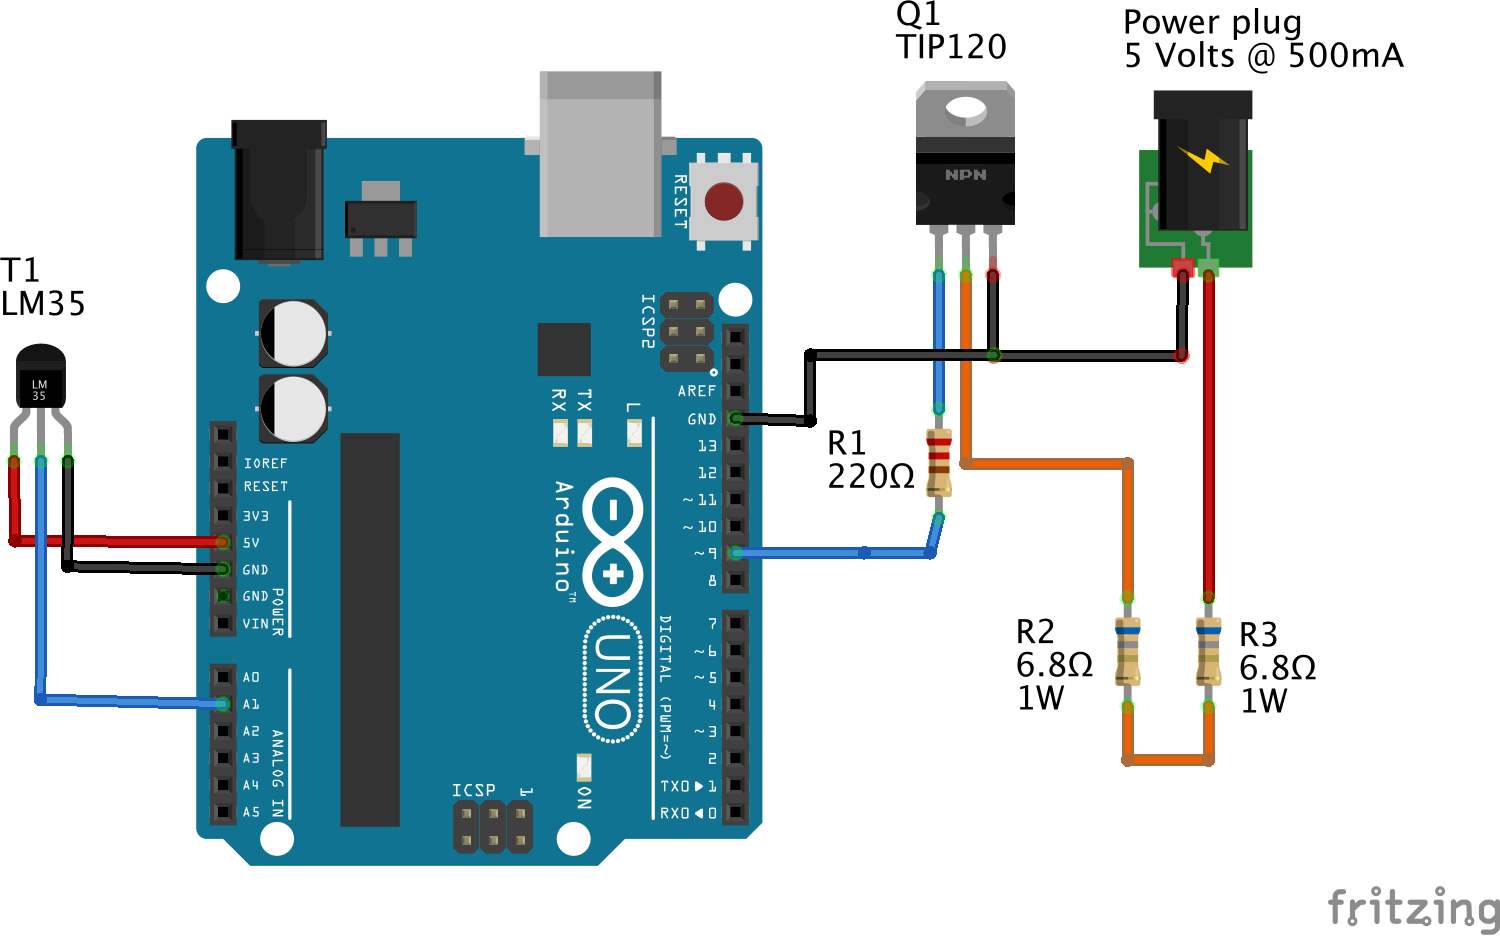 Q1
TIP120
Power plug
5 Volts @ 500mA
NPN
T1
LM35
LM
35
RESET
ICSP2
AREF
GND
13
12
~11
~10
~9
8
RX
TX
L
IOREF
RESET
3V3
5V
GND
GND
VIN
POWER
Arduino™
UNO
A0
A1
A2
A3
A4
A5
ANALOG IN
7
~6
~5
4
~3
2
TX0▶1
RX0◀0
DIGITAL (PWM=~)
ICSP
1
ON
R1
220Ω
R2
6.8Ω
1W
R3
6.8Ω
1W
fritzing